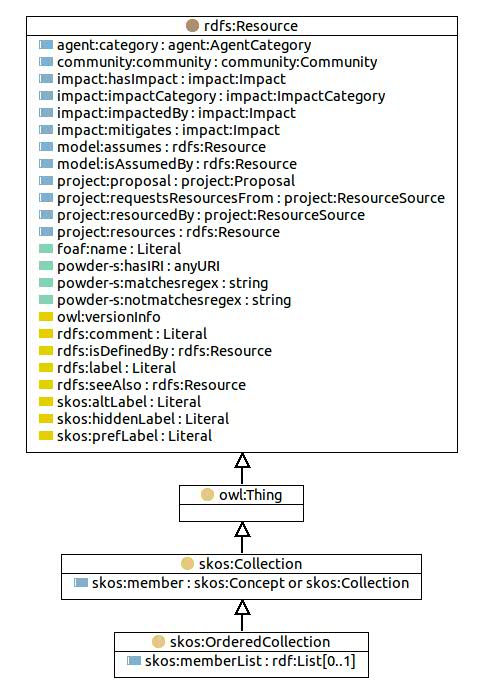 rdfs:Resource
agent:category : agent:AgentCategory
community:community : community:Community
impact:hasImpact : impact:Impact
impact:impactCategory : impact:ImpactCategory
impact:impactedBy : impact:Impact
impact:mitigates : impact:Impact
model:assumes : rdfs:Resource
model:isAssumedBy : rdfs:Resource
project:proposal : project:Proposal
project:requestsResourcesFrom : project:ResourceSource
project:resourcedBy : project:ResourceSource
project:resources : rdfs:Resource
foaf:name : Literal
powder-s:hasIRI : anyURI
powder-s:matchesregex : string
powder-s:notmatchesregex : string
owl:versionInfo
rdfs:comment : Literal
rdfs:isDefinedBy : rdfs:Resource
rdfs:label : Literal
rdfs:seeAlso : rdfs:Resource
skos:altLabel : Literal
skos:hiddenLabel : Literal
skos:prefLabel : Literal
owl:Thing
skos:Collection
skos:member : skos:Concept or skos:Collection
skos:OrderedCollection
skos:memberList : rdf:List[0..1]